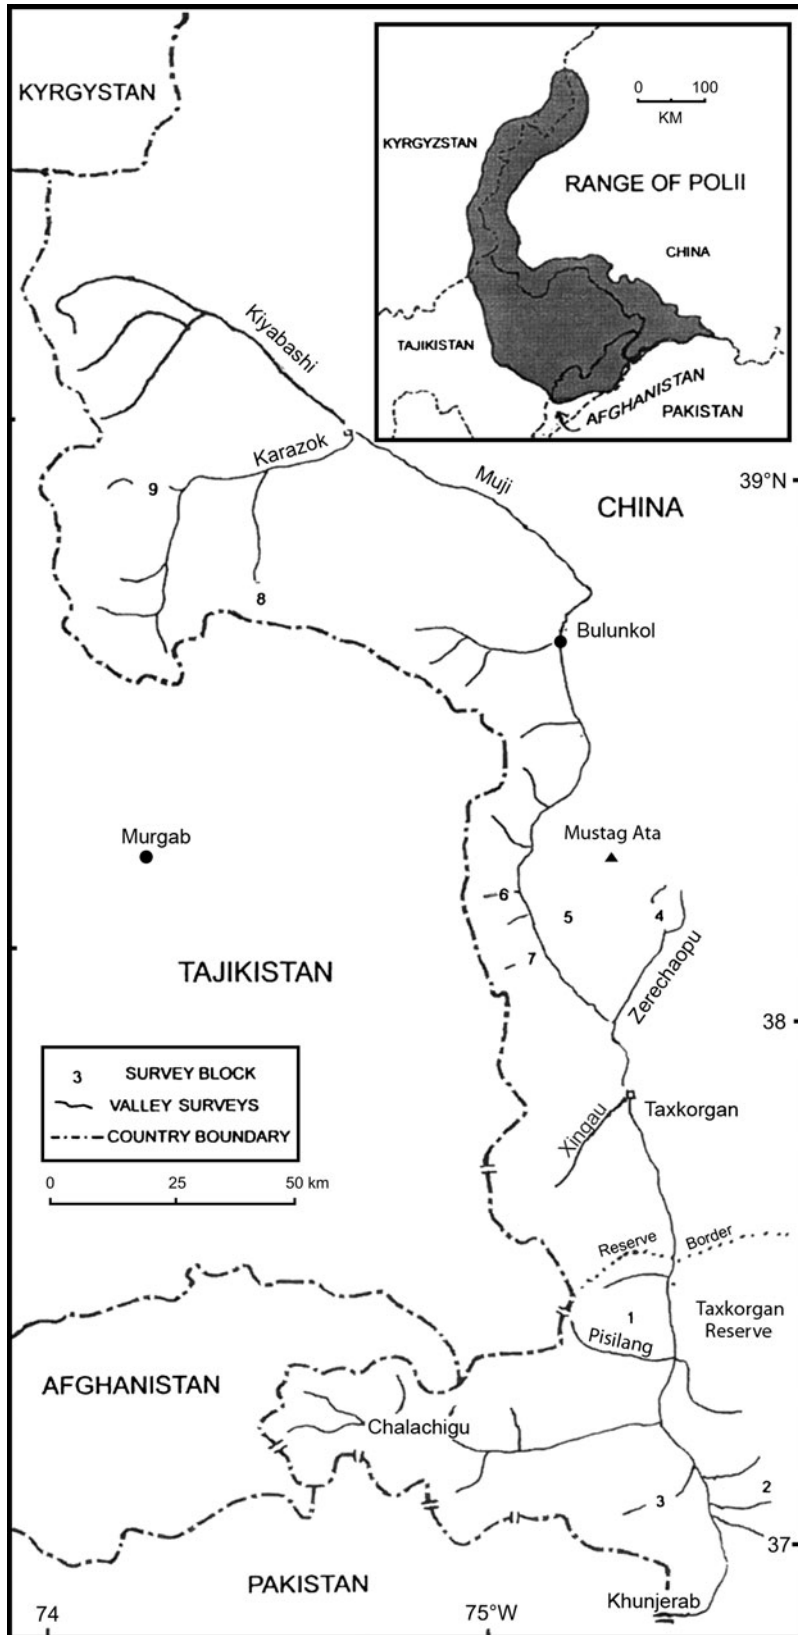 KYRGYSTAN
0 100
KM
KYRGYZSTAN
RANGE OF POLII
CHINA
TAJIKISTAN
AFGHANISTAN
PAKISTAN
Kiyabashi
Karazok
Muji
39°N
9
CHINA
8
Bulunkol
Murgab
Mustag Ata
6
5
4
7
Zerechaopu
TAJIKISTAN
38
3 SURVEY BLOCK
VALLEY SURVEYS
COUNTRY BOUNDARY
0 25 50 km
Xingau
Taxkorgan
Reserve Border
1
Taxkorgan
Reserve
Pisilang
AFGHANISTAN
Chalachigu
2
3
37
PAKISTAN
Khunjerab
74
75°W